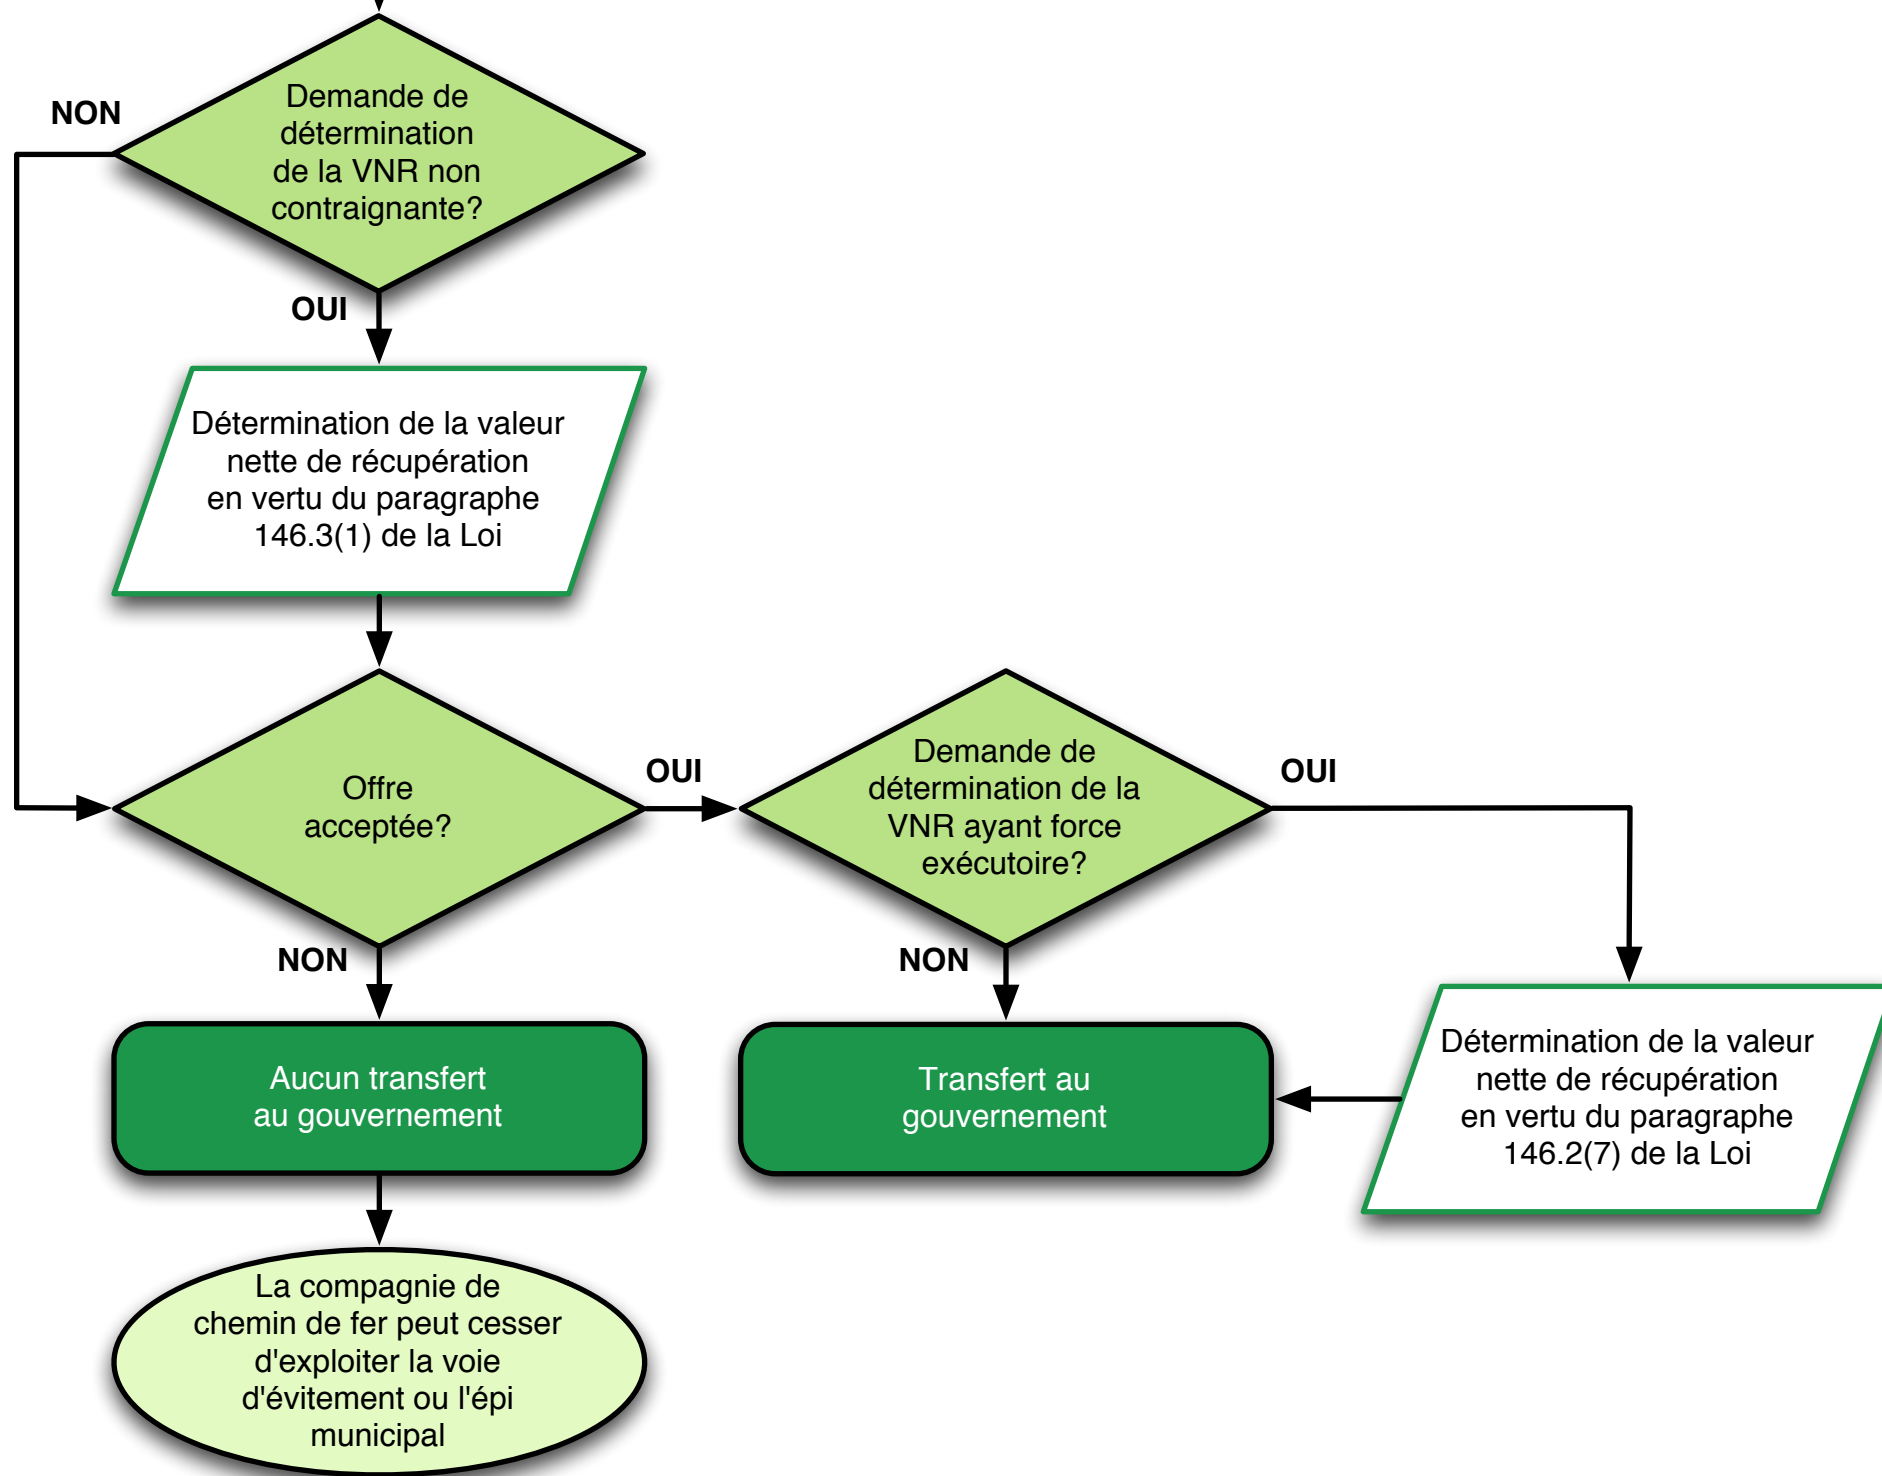 NON
Demande de
détermination
de la VNR non
contraignante?
OUI
Détermination de la valeur
nette de récupération
en vertu du paragraphe
146.3(1) de la Loi
Offre
acceptée?
OUI
Demande de
détermination de la
VNR ayant force
exécutoire?
OUI
NON
NON
Aucun transfert
au gouvernement
Transfert au
gouvernement
Détermination de la valeur
nette de récupération
en vertu du paragraphe
146.2(7) de la Loi
La compagnie de
chemin de fer peut cesser
d'exploiter la voie
d'évitement ou l'épi
municipal